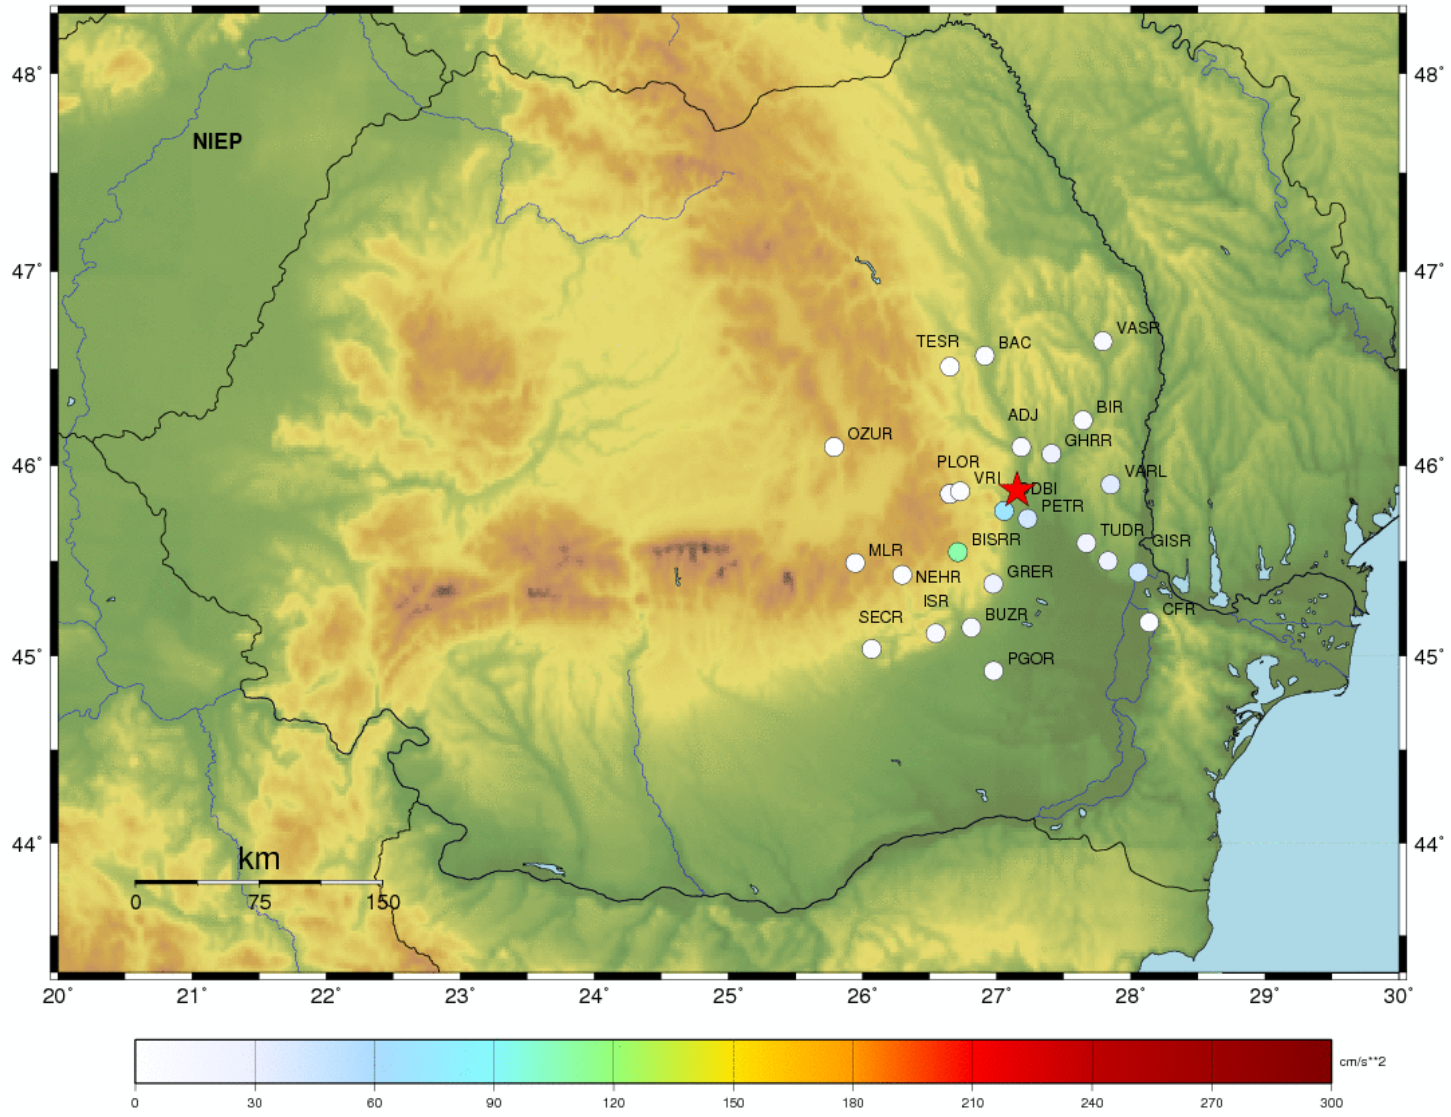 48° 48°
NIEP
47° 47°
VASR
TESR BAC
ADJ BIR
OZUR GHRR
46° PLOR 46°
VRI VARL
DBI
PETR
TUDR GISR
MLR BISRR
NEHR GRER
ISR
SECR BUZR CFR
45° 45°
PGOR
44° 44°
km
0 75 150
20° 21° 22° 23° 24° 25° 26° 27° 28° 29° 30°
cm/s**2
0 30 60 90 120 150 180 210 240 270 300